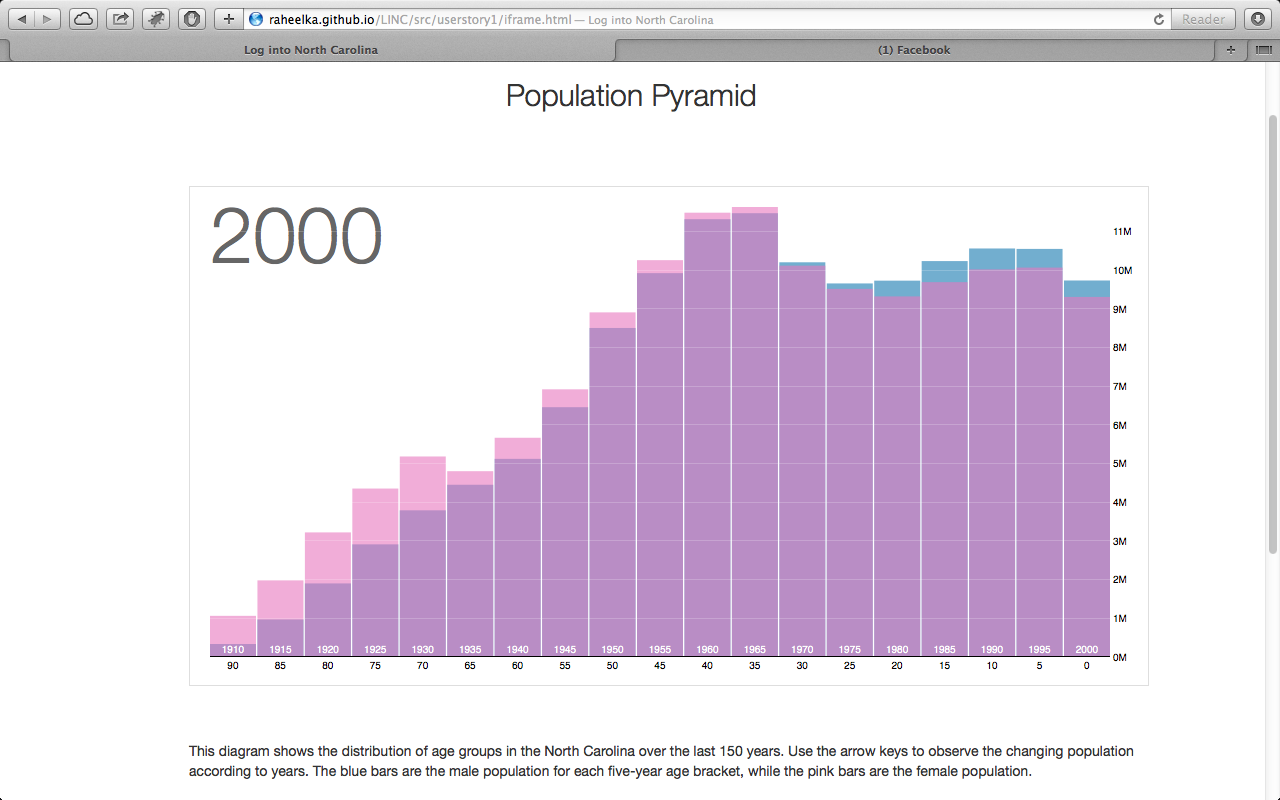 raheelka.github.io/LINC/src/userstory1/iframe.html — Log into North Carolina
Reader
Log into North Carolina
(1) Facebook
Population Pyramid
2000
11M
10M
9M
8M
7M
6M
5M
4M
3M
2M
1M
0M
1910 1915 1920 1925 1930 1935 1940 1945 1950 1955 1960 1965 1970 1975 1980 1985 1990 1995 2000
90 85 80 75 70 65 60 55 50 45 40 35 30 25 20 15 10 5 0
This diagram shows the distribution of age groups in the North Carolina over the last 150 years. Use the arrow keys to observe the changing population
according to years. The blue bars are the male population for each five-year age bracket, while the pink bars are the female population.